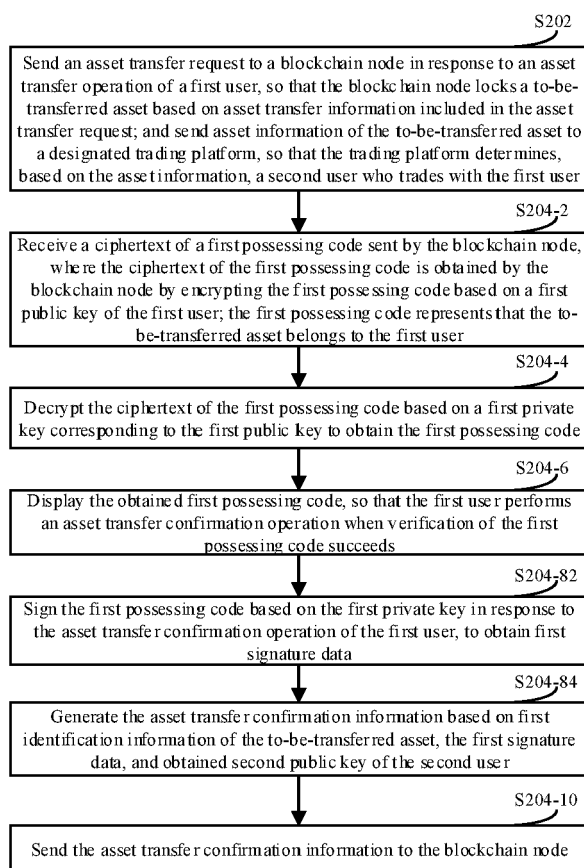 S202
Send an asset transfer request to a blockchain node in response to an asset
transfer operation of a first user, so that the blockchain node locks a to-be-
transferred asset based on asset transfer information included in the asset
transfer request; and send asset information of the to-be-transferred asset to
a designated trading platform, so that the trading platform determines,
based on the asset information, a second user who trades with the first user
S204-2
Receive a ciphertext of a first possessing code sent by the blockchain node,
where the ciphertext of the first possessing code is obtained by the
blockchain node by encrypting the first possessing code based on a first
public key of the first user; the first possessing code represents that the to-
be-transferred asset belongs to the first user
S204-4
Decrypt the ciphertext of the first possessing code based on a first private
key corresponding to the first public key to obtain the first possessing code
S204-6
Display the obtained first possessing code, so that the first user performs
an asset transfer confirmation operation when verification of the first
possessing code succeeds
S204-82
Sign the first possessing code based on the first private key in response to
the asset transfer confirmation operation of the first user, to obtain first
signature data
S204-84
Generate the asset transfer confirmation information based on first
identification information of the to-be-transferred asset, the first signature
data, and obtained second public key of the second user
S204-10
Send the asset transfer confirmation information to the blockchain node